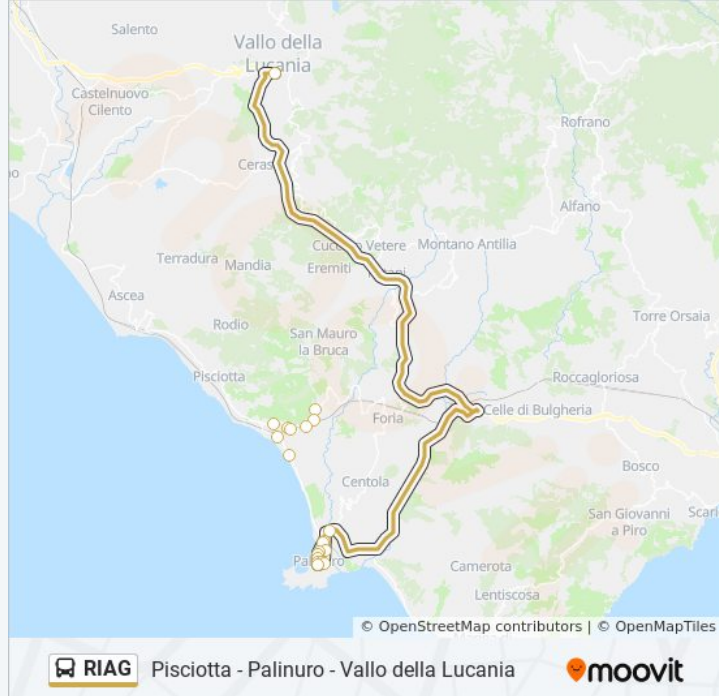 Salento
Vallo della
Lucania
Castelnuovo
Cilento
Rofrano
Ceras
Alfano
Cuc
o Vetere
Montano Antilia
Terradura
Mandia
Eremiti
Ascea
Rodio
San Mauro
la Bruca
Torre Orsaia
Pisciotta
Roccagloriosa
Foria
Celle di Bulgheria
Bosco
Centola
San Giovanni
a Piro
Scari
Camerota
Lentiscosa
© OpenStreetMap contributors | © OpenMapTiles
RIAG Pisciotta - Palinuro - Vallo della Lucania moovit